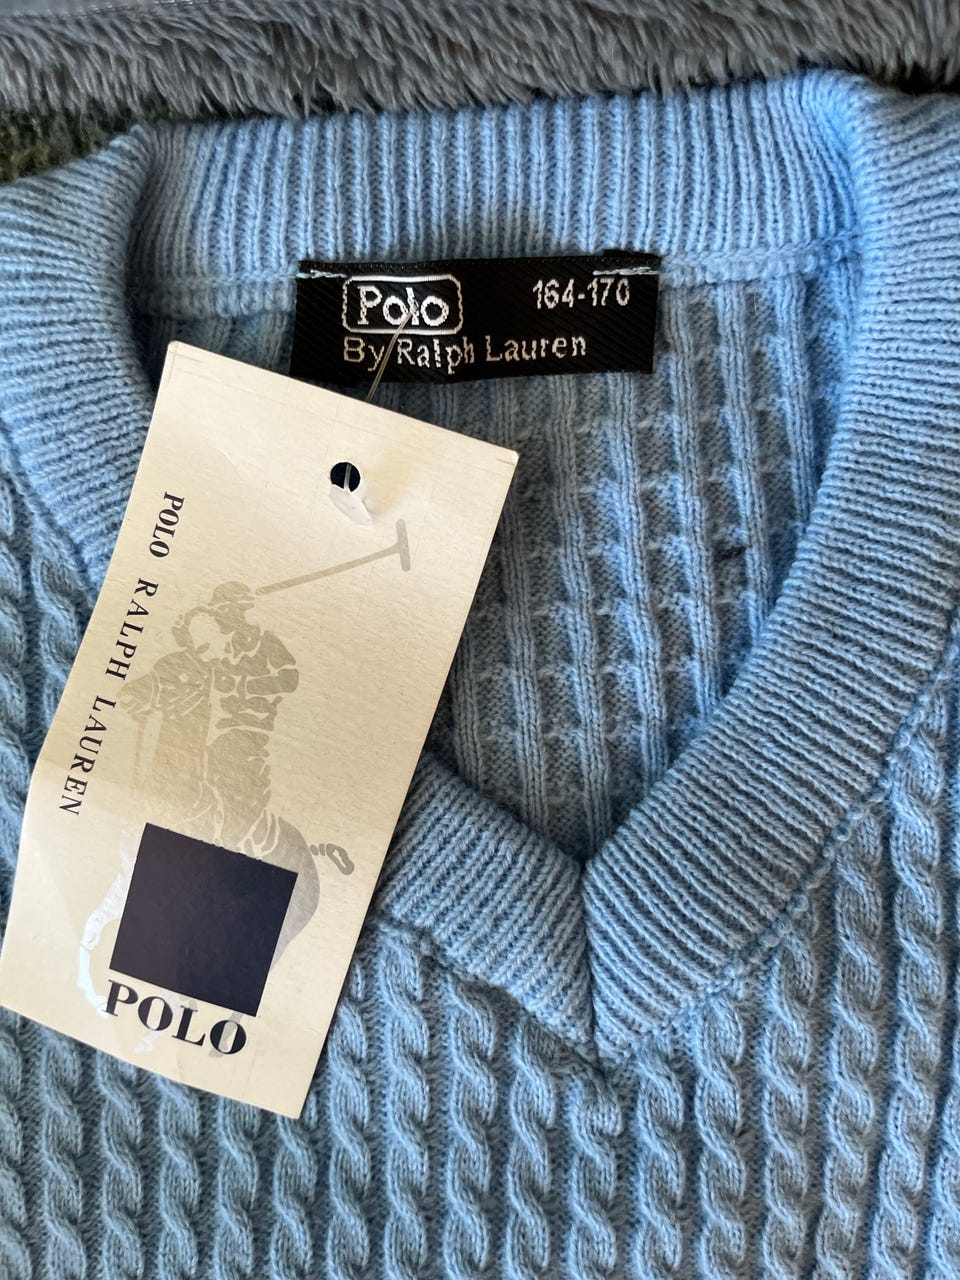 Polo
164-170
By Ralph Lauren
POLO RALPH LAUREN
POLO